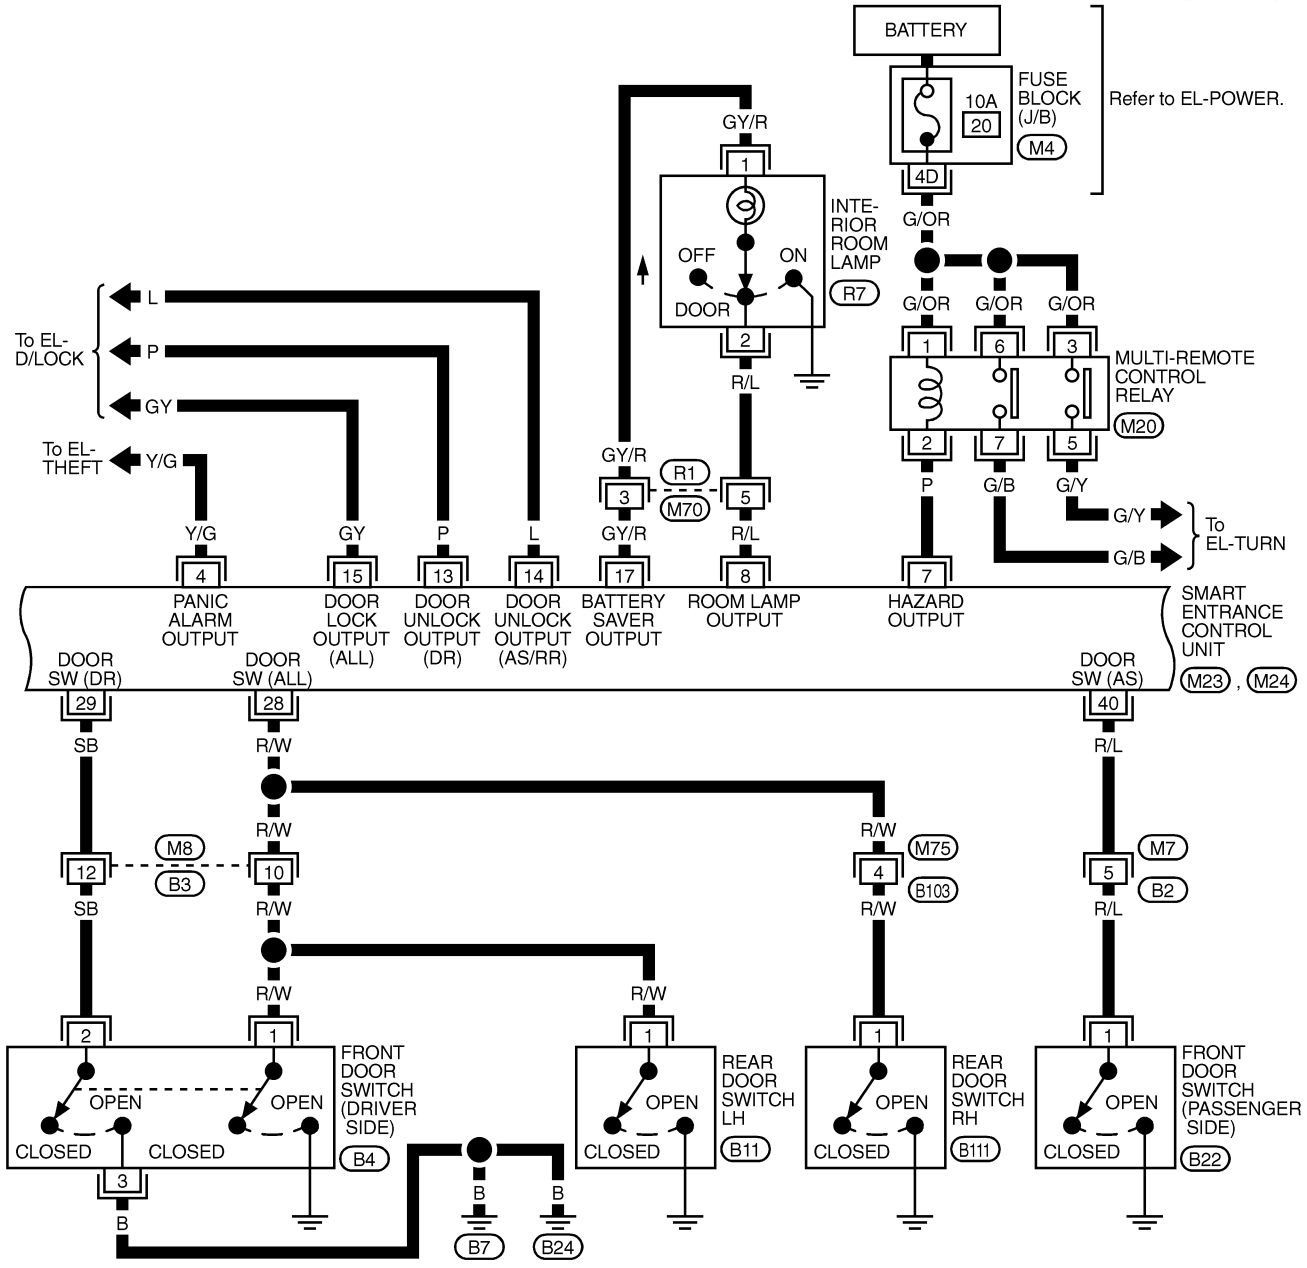 BATTERY
FUSE
BLOCK
(J/B)
M4
10A
20
Refer to EL-POWER.
4D
G/OR
GY/R
1
INTE-
RIOR
ROOM
LAMP
R7
OFF
ON
DOOR
2
R/L
G/OR
G/OR
G/OR
1
6
3
MULTI-REMOTE
CONTROL
RELAY
M20
2
7
5
P
G/B
G/Y
G/Y
G/B
To
EL-TURN
To EL-
D/LOCK
L
P
GY
To EL-
THEFT
Y/G
GY/R
R1
3
5
M70
Y/G
GY
P
L
GY/R
R/L
4
15
13
14
17
8
7
PANIC
ALARM
OUTPUT
DOOR
LOCK
OUTPUT
(ALL)
DOOR
UNLOCK
OUTPUT
(DR)
DOOR
UNLOCK
OUTPUT
(AS/RR)
BATTERY
SAVER
OUTPUT
ROOM LAMP
OUTPUT
HAZARD
OUTPUT
SMART
ENTRANCE
CONTROL
UNIT
M23 , M24
DOOR
SW (DR)
DOOR
SW (ALL)
DOOR
SW (AS)
29
28
40
SB
R/W
R/L
R/W
R/W
M8
B3
M75
B103
M7
B2
12
10
4
5
SB
R/W
R/W
R/L
R/W
R/W
2
1
1
1
1
FRONT
DOOR
SWITCH
(DRIVER
SIDE)
B4
OPEN
CLOSED
OPEN
CLOSED
REAR
DOOR
SWITCH
LH
B11
OPEN
CLOSED
REAR
DOOR
SWITCH
RH
B111
OPEN
CLOSED
FRONT
DOOR
SWITCH
(PASSENGER
SIDE)
B22
OPEN
CLOSED
3
B
B
B
B7
B24